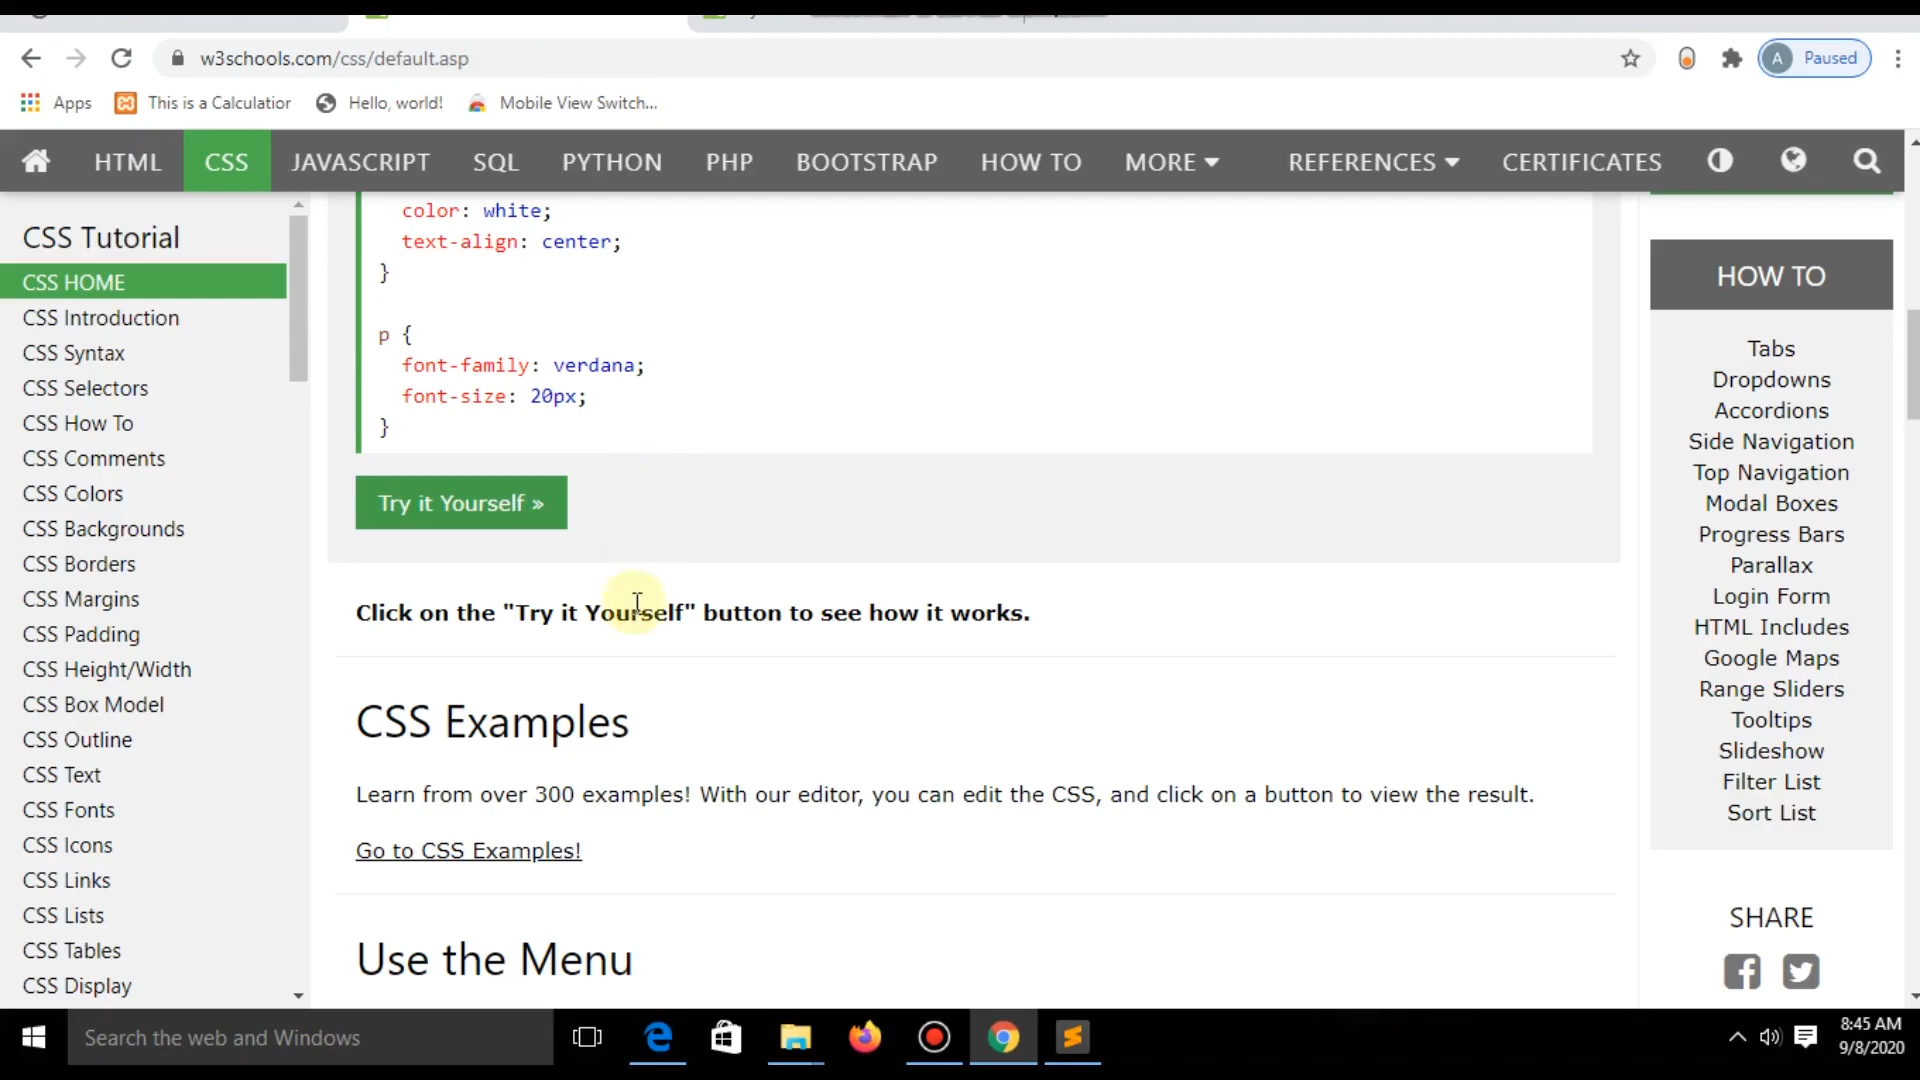 w3schools.com/css/default.asp
A Paused
Apps This is a Calculatior Hello, world! Mobile View Switch...
HTML CSS JAVASCRIPT SQL PYTHON PHP BOOTSTRAP HOW TO MORE REFERENCES CERTIFICATES
CSS Tutorial
CSS HOME
CSS Introduction
CSS Syntax
CSS Selectors
CSS How To
CSS Comments
CSS Colors
CSS Backgrounds
CSS Borders
CSS Margins
CSS Padding
CSS Height/Width
CSS Box Model
CSS Outline
CSS Text
CSS Fonts
CSS Icons
CSS Links
CSS Lists
CSS Tables
CSS Display
color: white;
text-align: center;
}
p {
font-family: verdana;
font-size: 20px;
}
Try it Yourself »
Click on the "Try it Yourself" button to see how it works.
CSS Examples
Learn from over 300 examples! With our editor, you can edit the CSS, and click on a button to view the result.
Go to CSS Examples!
Use the Menu
HOW TO
Tabs
Dropdowns
Accordions
Side Navigation
Top Navigation
Modal Boxes
Progress Bars
Parallax
Login Form
HTML Includes
Google Maps
Range Sliders
Tooltips
Slideshow
Filter List
Sort List
SHARE
Search the web and Windows
8:45 AM
9/8/2020